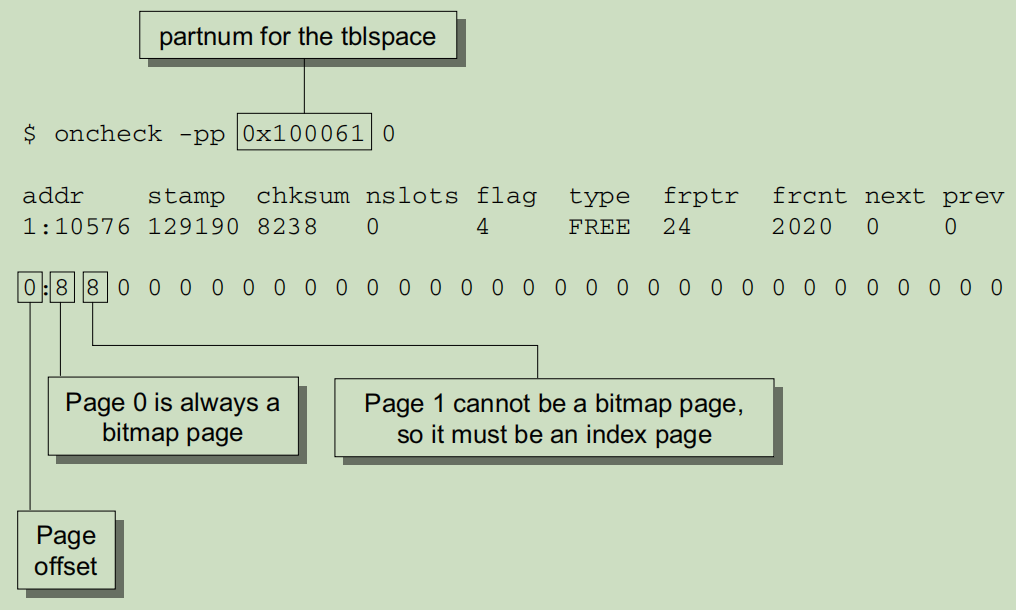 partnum for the tblspace
$ oncheck -pp 0x100061 0
addr stamp chksum nslots flag type frptr frcnt next prev
1:10576 129190 8238 0 4 FREE 24 2020 0 0
0:8 8 0 0 0 0 0 0 0 0 0 0 0 0 0 0 0 0 0 0 0 0 0 0 0 0 0 0 0 0 0
Page 0 is always a
bitmap page
Page 1 cannot be a bitmap page,
so it must be an index page
Page
offset